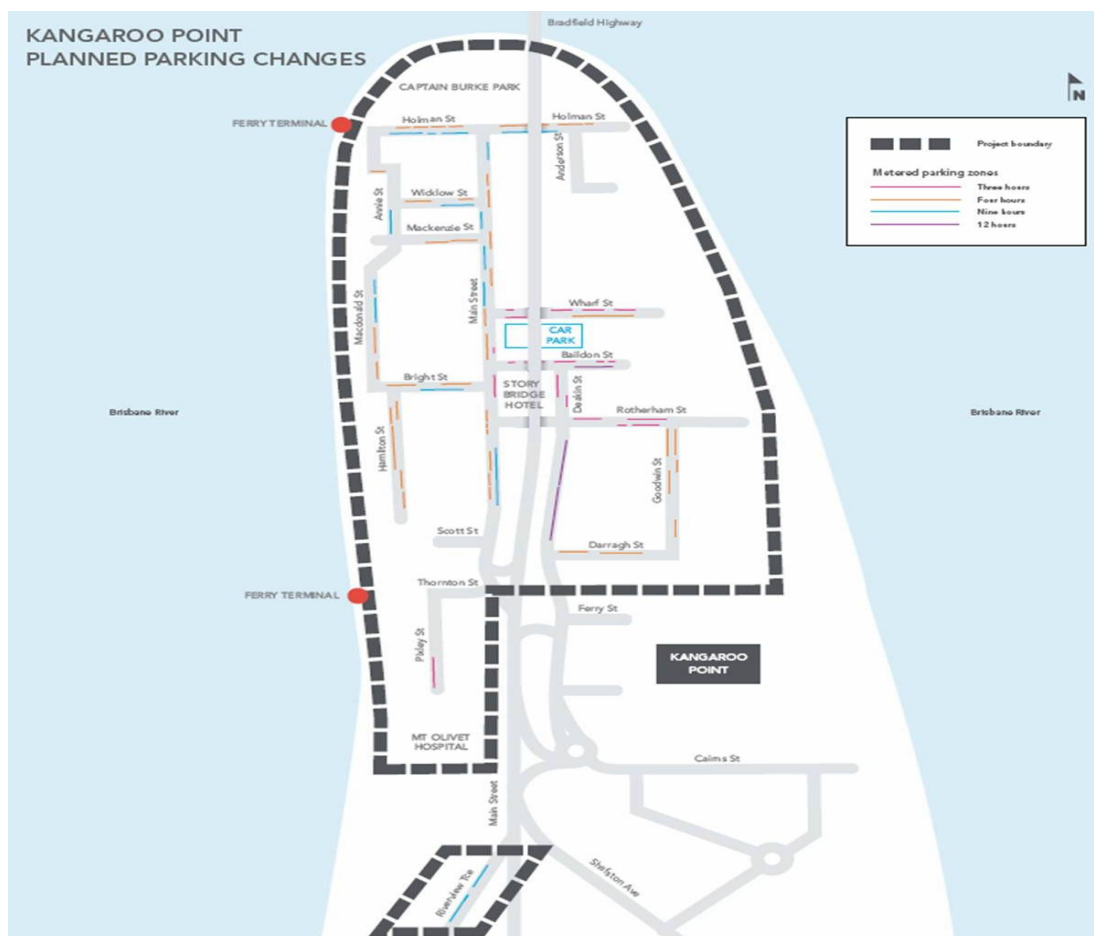 Bradfield Highway
KANGAROO POINT
PLANNED PARKING CHANGES
CAPTAIN BURKE PARK
N
FERRY TERMINAL
Holman St
Holman St
Anderson St
Project boundary
Metered parking zones
Three hours
Four hours
Nine hours
12 hours
Annie St
Wicklow St
Mackenzie St
Main Street
Macdonald St
Wharf St
CAR
PARK
Baildon St
Bright St
STORY
BRIDGE
HOTEL
Deakin St
Rotherham St
Brisbane River
Brisbane River
Hamilton St
Goodwin St
Scott St
Darragh St
Thornton St
FERRY TERMINAL
Ferry St
Pixley St
KANGAROO
POINT
MT OLIVET
HOSPITAL
Cairns St
Main Street
Riverview Tce
Shafston Ave